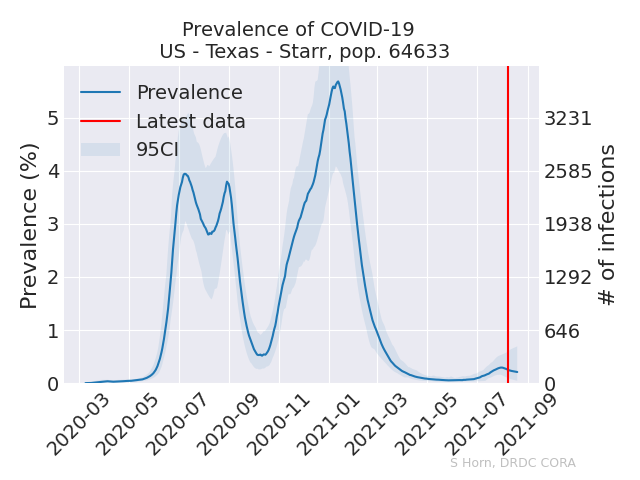 Prevalence of COVID-19
US - Texas - Starr, pop. 64633
Prevalence
Latest data
95CI
Prevalence (%)
5
4
3
2
1
0
3231
2585
1938
1292
646
0
# of infections
2020-03
2020-05
2020-07
2020-09
2020-11
2021-01
2021-03
2021-05
2021-07
2021-09
S Horn, DRDC CORA